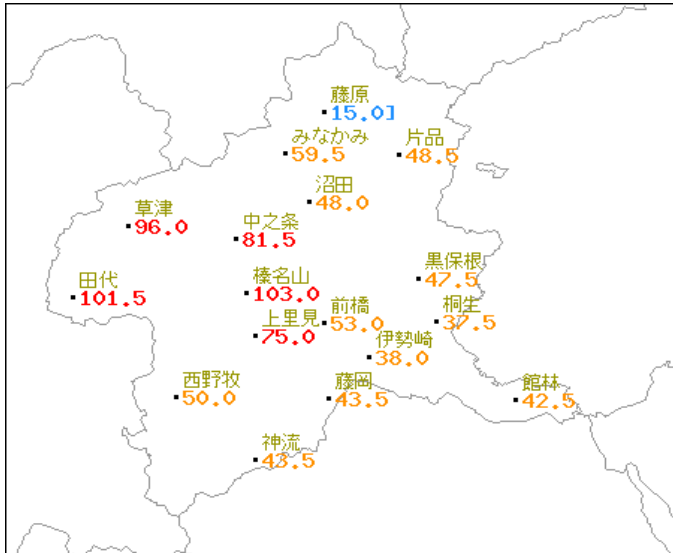 藤原
15.0]
みなかみ
59.5
片品
48.5
沼田
48.0
草津
96.0
中之条
81.5
黒保根
47.5
田代
101.5
榛名山
103.0
前橋
53.0
桐生
37.5
上里見
75.0
伊勢崎
38.0
西野牧
50.0
藤岡
43.5
館林
42.5
神流
43.5